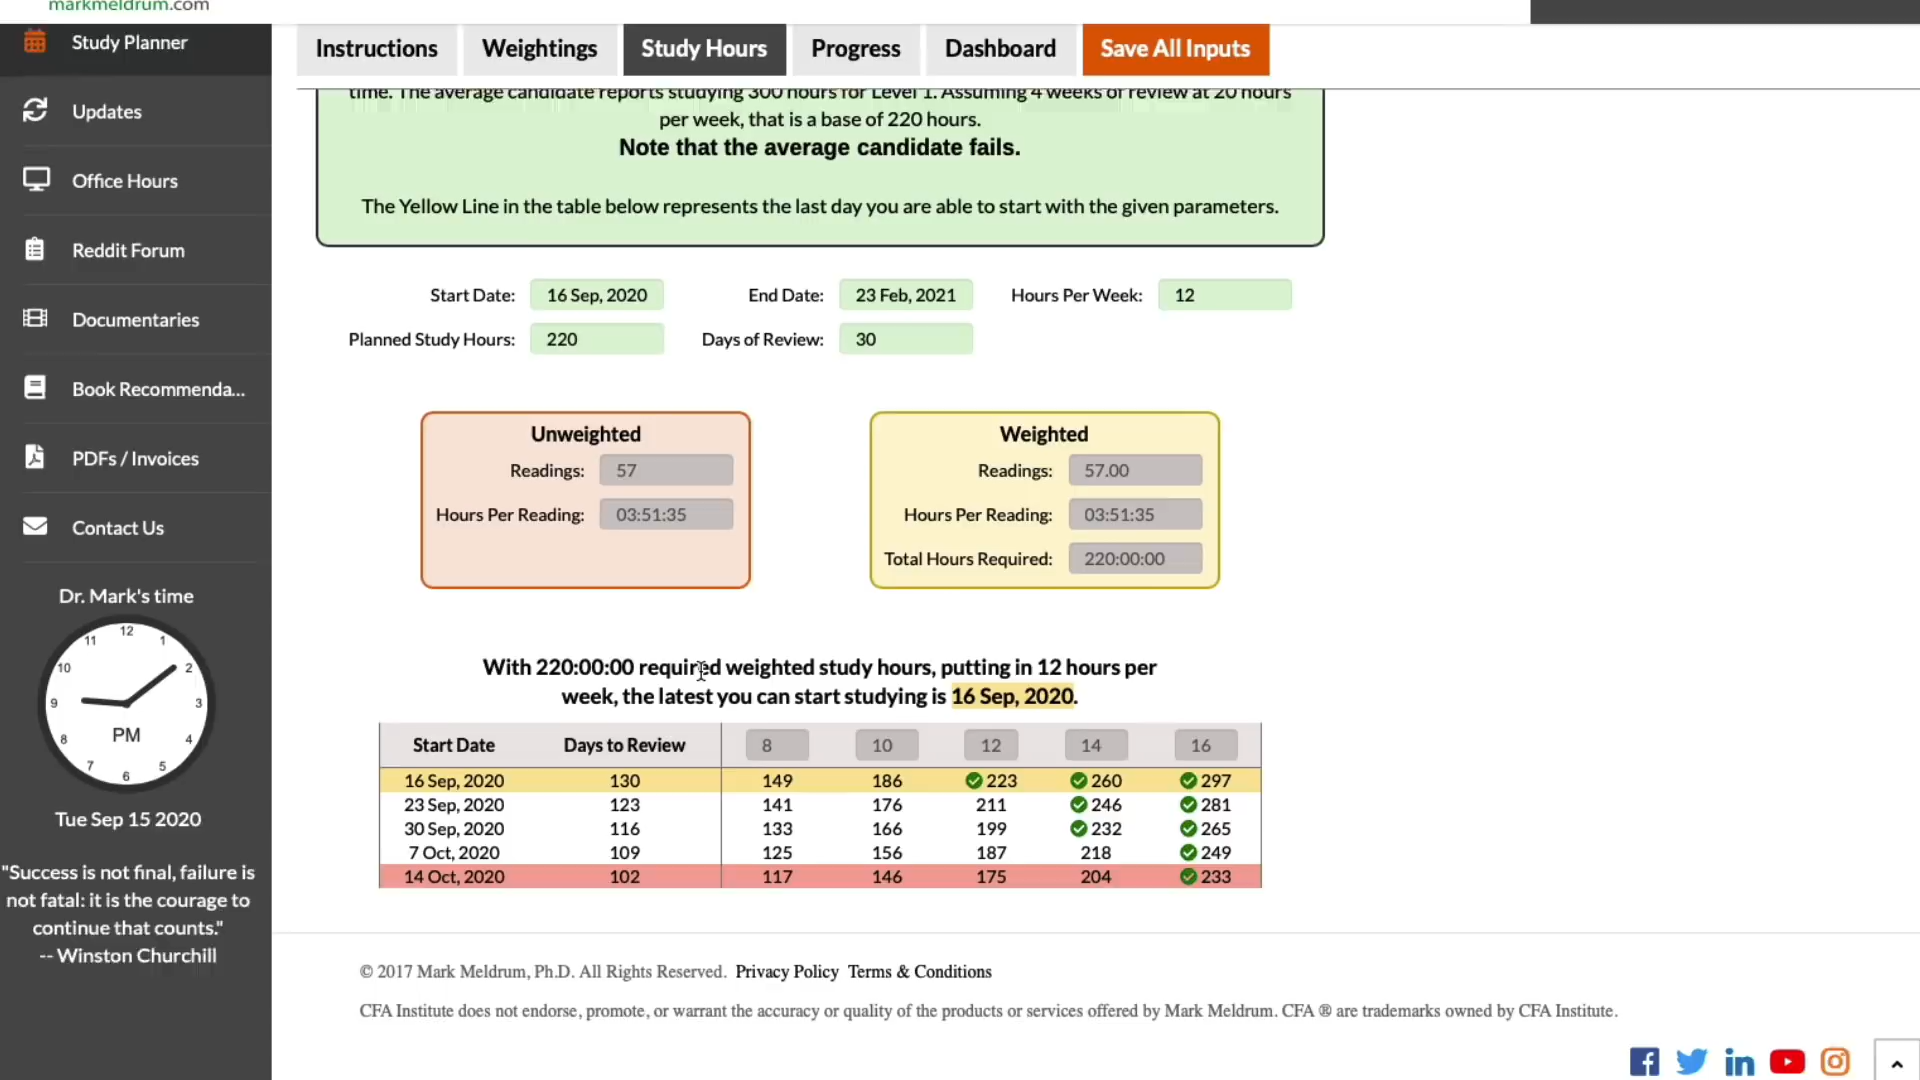 markmeldrum.com
Study Planner
Updates
Office Hours
Reddit Forum
Documentaries
Book Recommenda...
PDFs / Invoices
Contact Us
Dr. Mark's time
12
11 1
10 2
9 3
8 4
7 5
6
PM
Tue Sep 15 2020
"Success is not final, failure is
not fatal: it is the courage to
continue that counts."
-- Winston Churchill
Instructions Weightings Study Hours Progress Dashboard Save All Inputs
time. The average candidate reports studying 300 hours for Level 1. Assuming 4 weeks of review at 20 hours
per week, that is a base of 220 hours.
Note that the average candidate fails.
The Yellow Line in the table below represents the last day you are able to start with the given parameters.
Start Date: 16 Sep, 2020 End Date: 23 Feb, 2021 Hours Per Week: 12
Planned Study Hours: 220 Days of Review: 30
Unweighted
Readings: 57
Hours Per Reading: 03:51:35
Weighted
Readings: 57.00
Hours Per Reading: 03:51:35
Total Hours Required: 220:00:00
With 220:00:00 required weighted study hours, putting in 12 hours per
week, the latest you can start studying is 16 Sep, 2020.
Start Date Days to Review 8 10 12 14 16
16 Sep, 2020 130 149 186 223 260 297
23 Sep, 2020 123 141 176 211 246 281
30 Sep, 2020 116 133 166 199 232 265
7 Oct, 2020 109 125 156 187 218 249
14 Oct, 2020 102 117 146 175 204 233
© 2017 Mark Meldrum, Ph.D. All Rights Reserved. Privacy Policy Terms & Conditions
CFA Institute does not endorse, promote, or warrant the accuracy or quality of the products or services offered by Mark Meldrum. CFA ® are trademarks owned by CFA Institute.